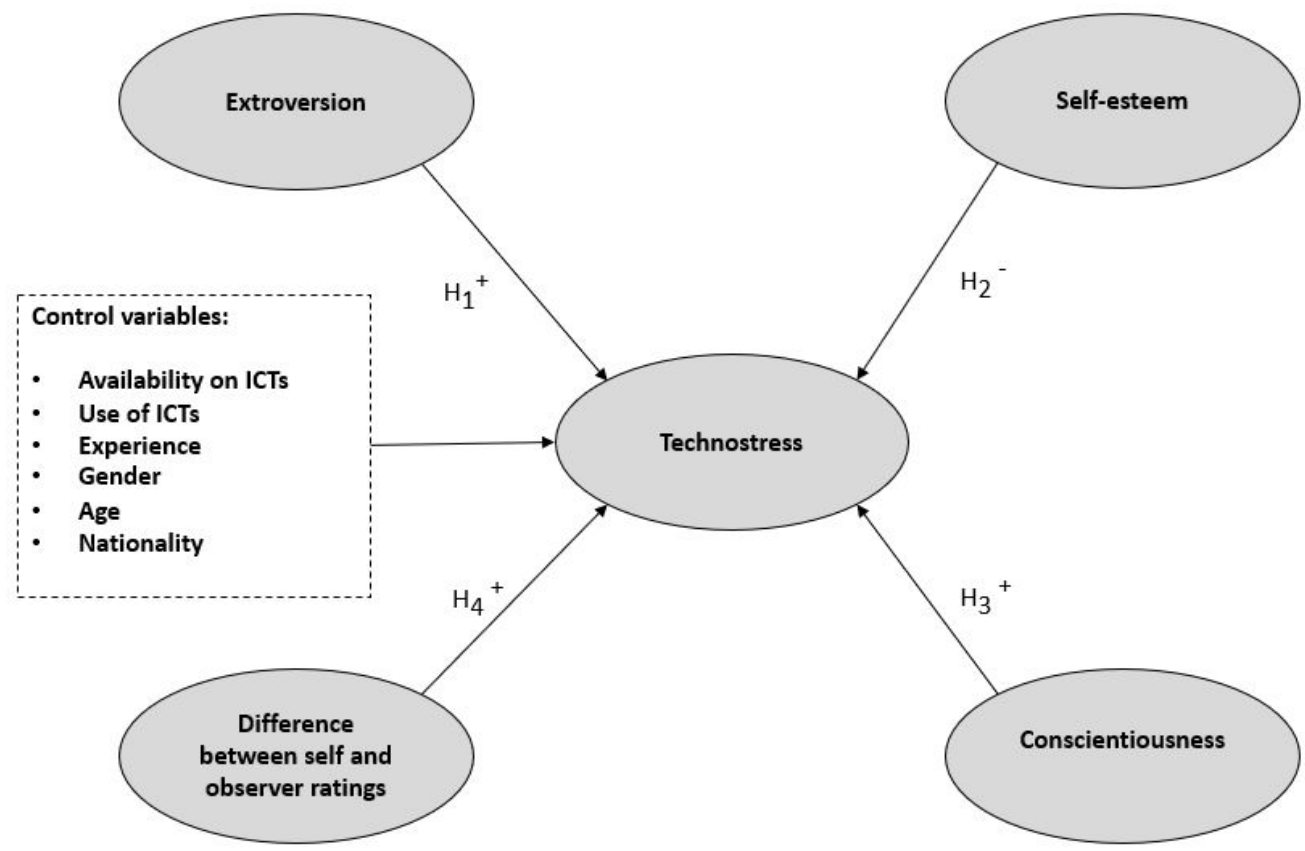 Extroversion
Self-esteem
H1+
H2-
Control variables:
• Availability on ICTs
• Use of ICTs
• Experience
• Gender
• Age
• Nationality
Technostress
H4+
H3+
Difference
between self and
observer ratings
Conscientiousness